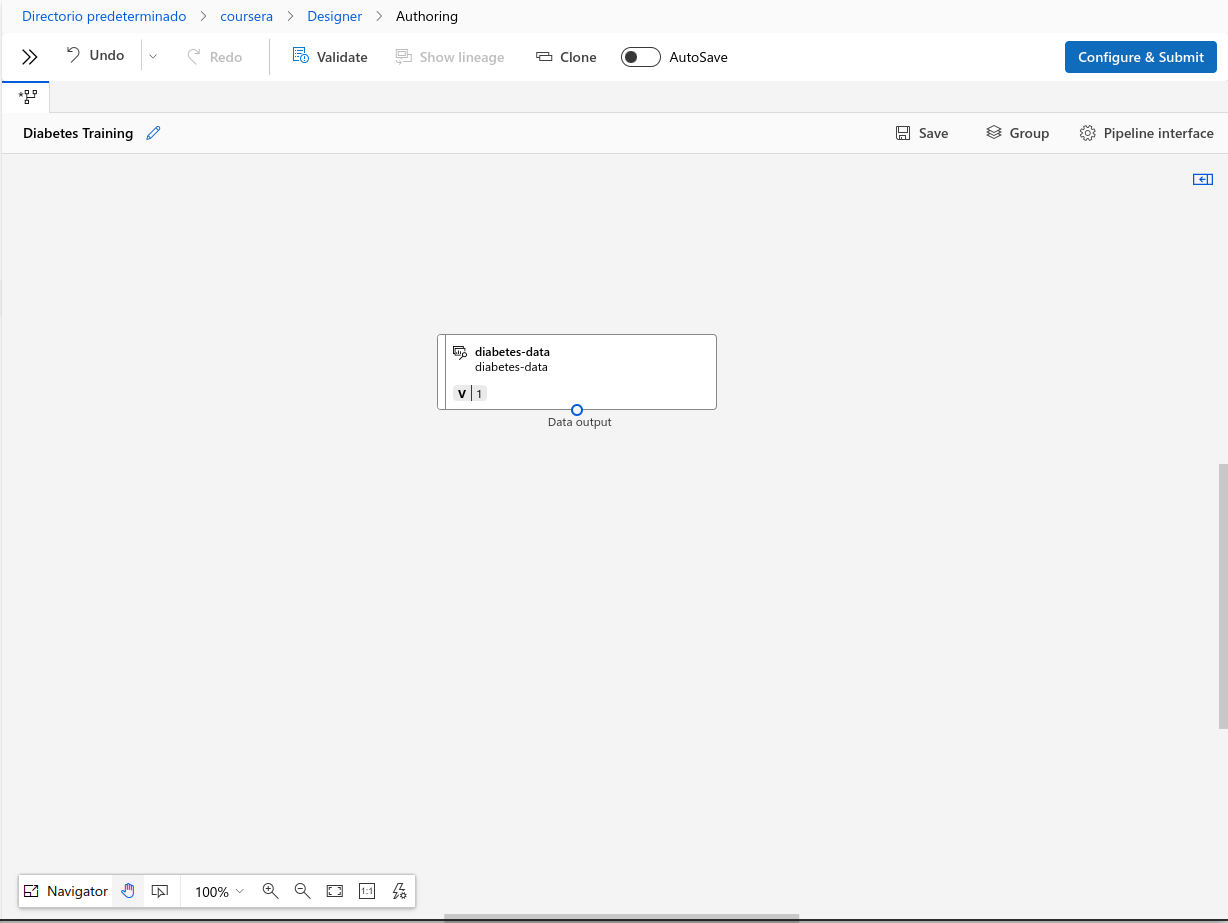 Directorio predeterminado > coursera > Designer > Authoring
Undo Redo Validate Show lineage Clone AutoSave Configure & Submit
Diabetes Training Save Group Pipeline interface
diabetes-data
diabetes-data
V 1
Data output
Navigator 100% 1:1